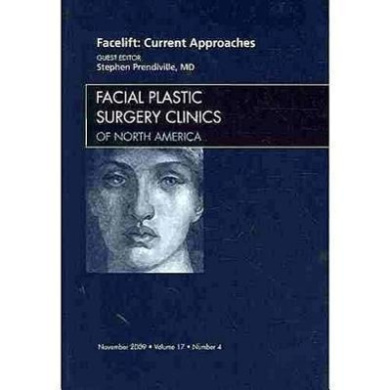 Facelift: Current Approaches
GUEST EDITOR
Stephen Prendiville, MD
FACIAL PLASTIC
SURGERY CLINICS
OF NORTH AMERICA
November 2009 • Volume 17 • Number 4